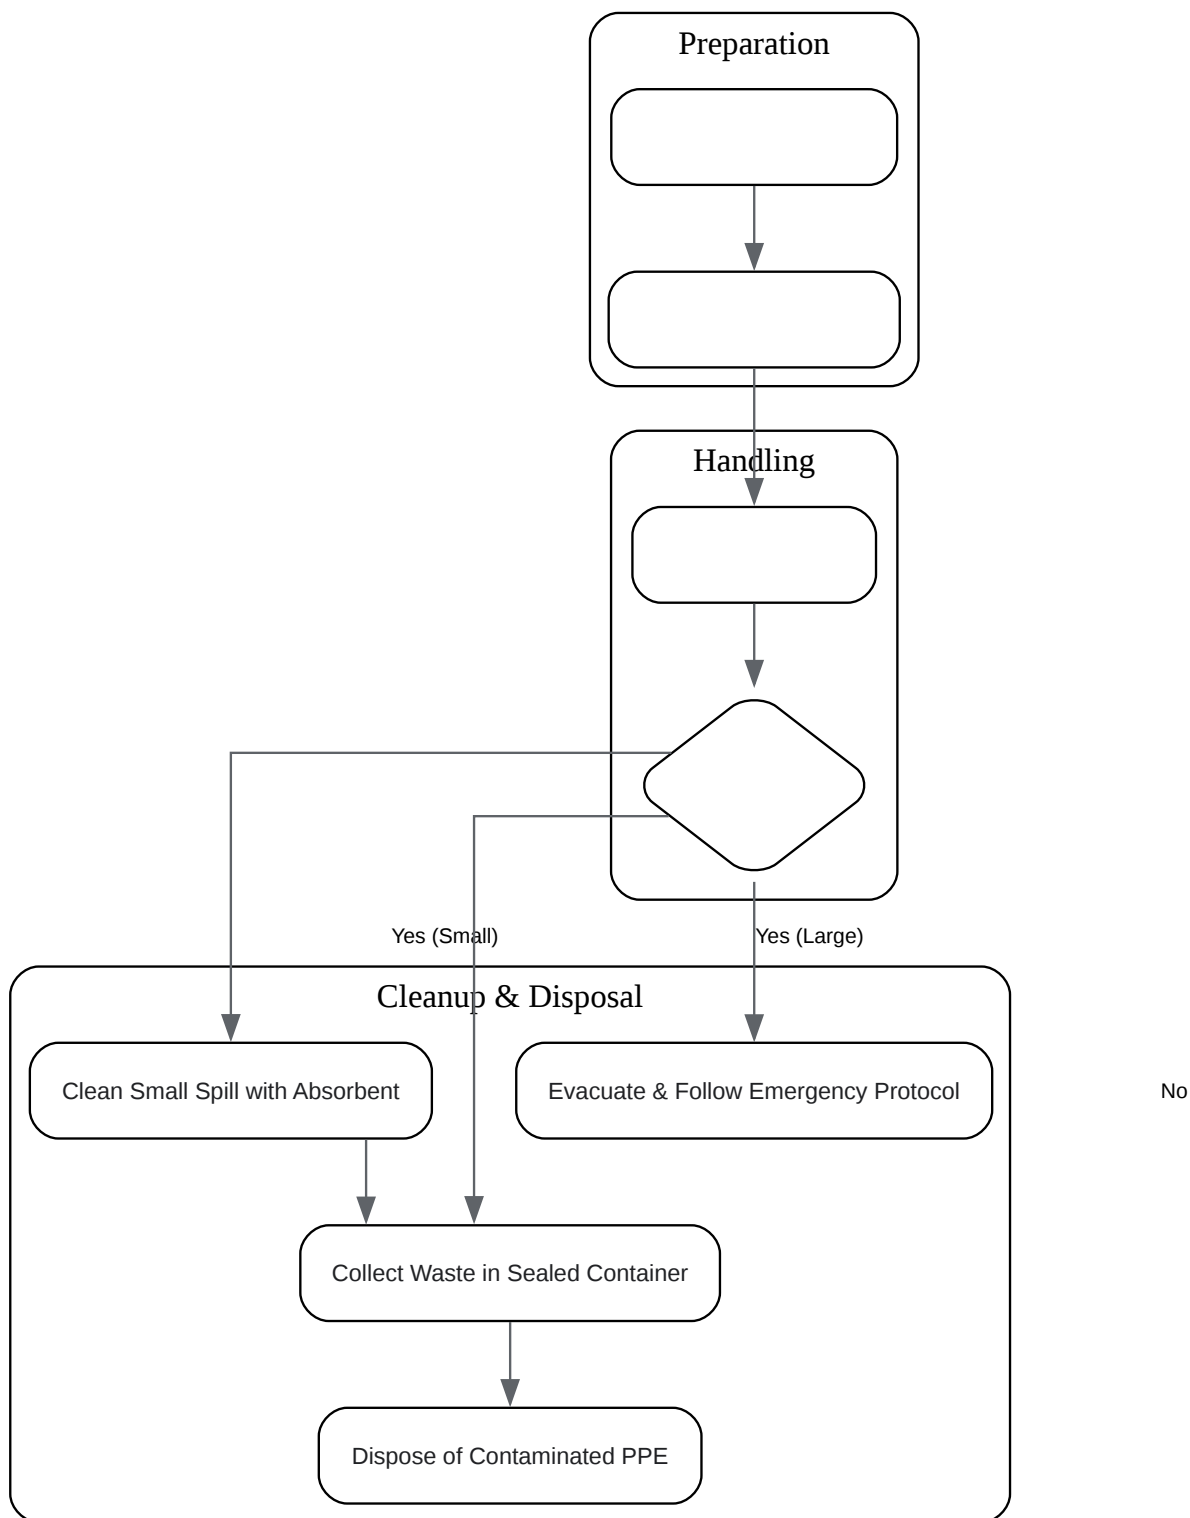 Preparation
Handling
Yes (Small)
Yes (Large)
Cleanup & Disposal
Clean Small Spill with Absorbent
Evacuate & Follow Emergency Protocol
No
Collect Waste in Sealed Container
Dispose of Contaminated PPE